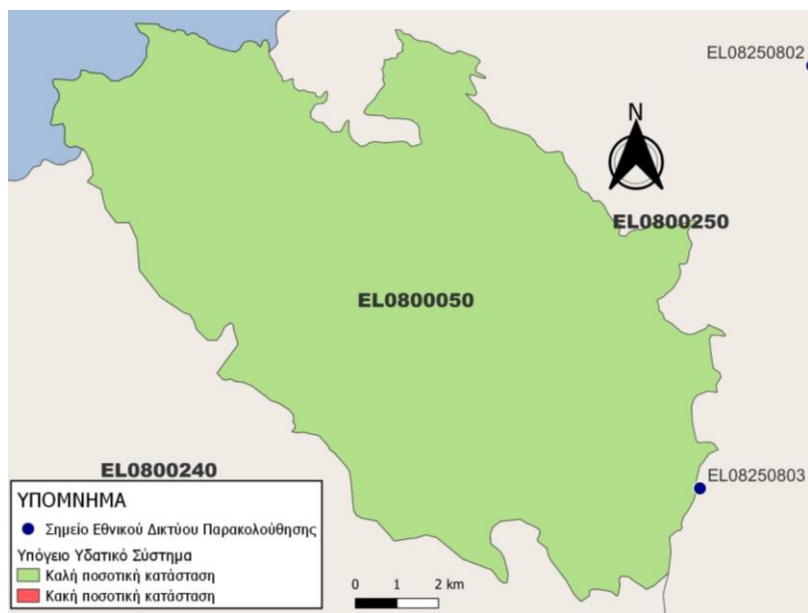 EL08250802
N
EL0800250
EL0800050
EL0800240
EL08250803
ΥΠΟΜΝΗΜΑ
Σημείο Εθνικού Δικτύου Παρακολούθησης
Υπόγειο Υδατικό Σύστημα
Καλή ποσοτική κατάσταση
Κακή ποσοτική κατάσταση
0 1 2 km